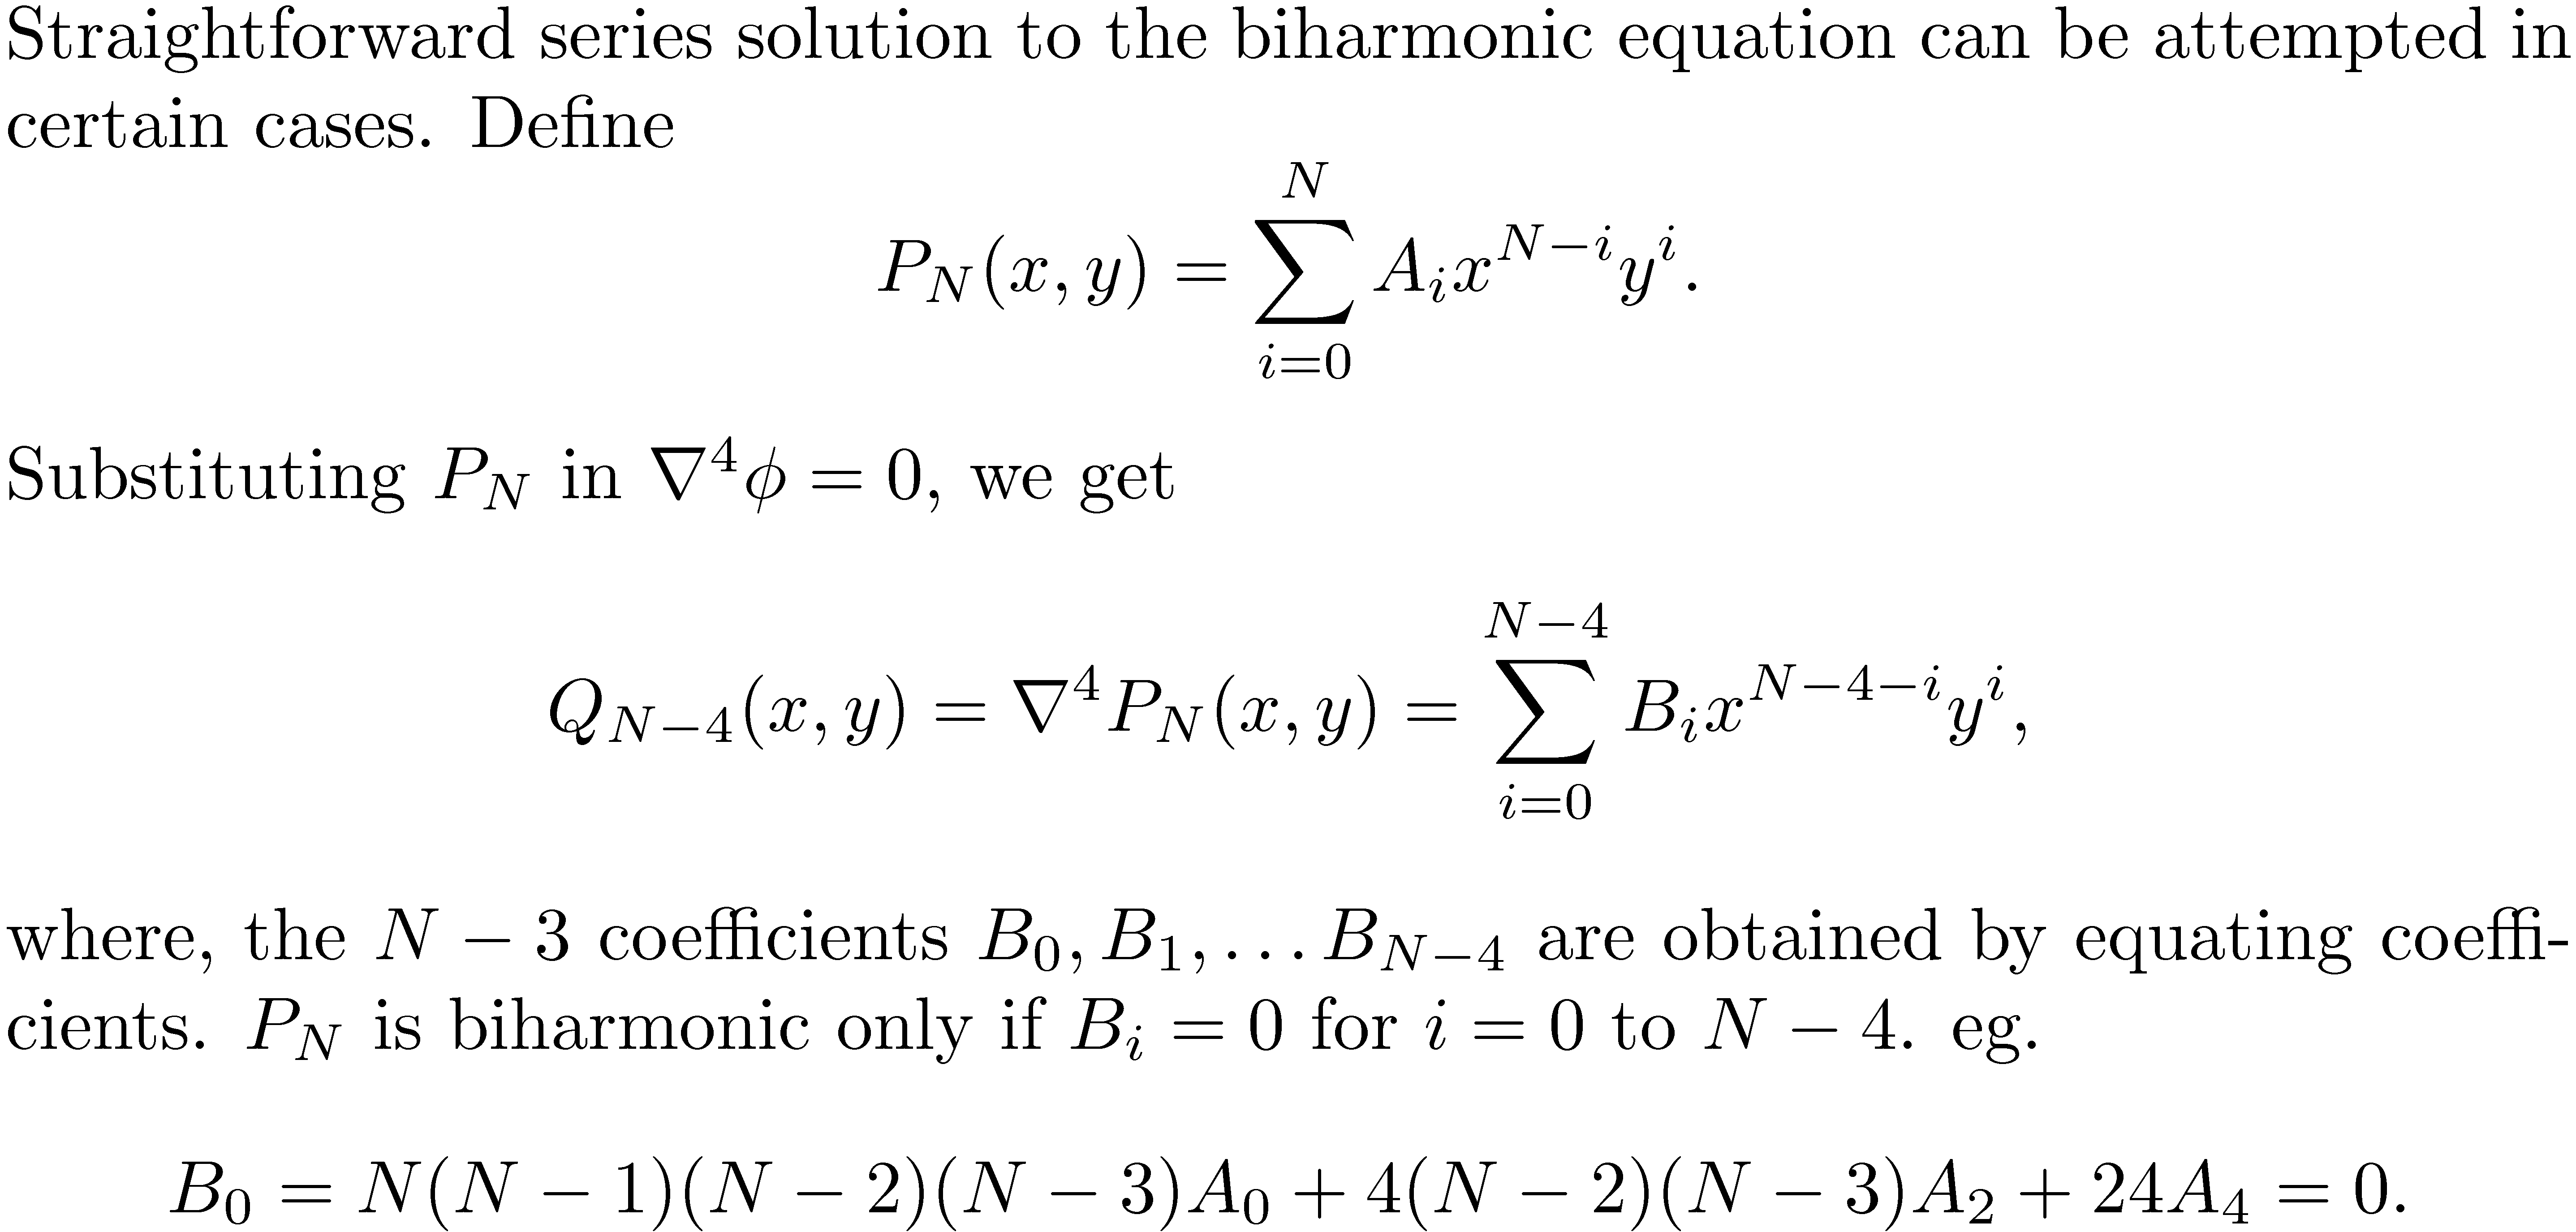 Straightforward series solution to the biharmonic equation can be attempted in
certain cases. Define
$$P_N(x, y) = \sum_{i=0}^{N} A_i x^{N-i} y^i.$$
Substituting $P_N$ in $\nabla^4 \phi = 0$, we get
$$Q_{N-4}(x, y) = \nabla^4 P_N(x, y) = \sum_{i=0}^{N-4} B_i x^{N-4-i} y^i,$$
where, the $N - 3$ coefficients $B_0, B_1, \ldots B_{N-4}$ are obtained by equating coeffi-
cients. $P_N$ is biharmonic only if $B_i = 0$ for $i = 0$ to $N - 4$. eg.
$$B_0 = N(N - 1)(N - 2)(N - 3)A_0 + 4(N - 2)(N - 3)A_2 + 24A_4 = 0.$$